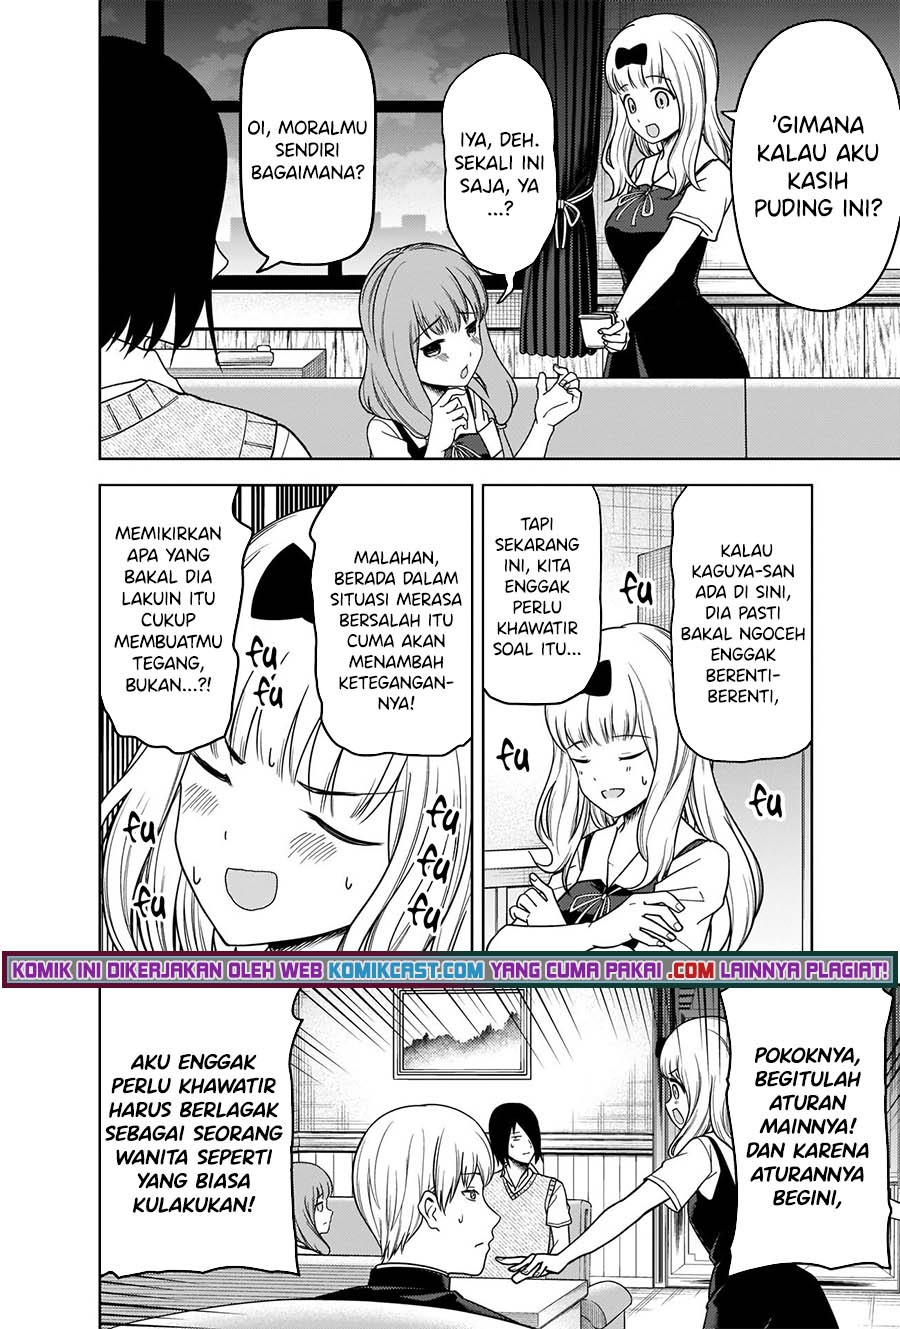 'GIMANA
KALAU AKU
KASIH
PUDING INI?
IYA, DEH.
SEKALI INI
SAJA, YA
...?
OI, MORALMU
SENDIRI
BAGAIMANA?
KALAU
KAGUYA-SAN
ADA DI SINI,
DIA PASTI
BAKAL NGOCEH
ENGGAK
BERENTI-
BERENTI,
TAPI
SEKARANG
INI, KITA
ENGGAK
PERLU
KHAWATIR
SOAL ITU...
fu
fu
fu
MALAHAN,
BERADA DALAM
SITUASI MERASA
BERSALAH ITU
CUMA AKAN
MENAMBAH
KETEGANGAN-
NYA!
MEMIKIRKAN
APA YANG
BAKAL DIA
LAKUIN ITU
CUKUP
MEMBUATMU
TEGANG,
BUKAN...?!
fu
fu
fu
fu
fu
fu
fu
KOMIK INI DIKERJAKAN OLEH WEB KOMIKCAST.COM YANG CUMA PAKAI .COM LAINNYA PLAGIAT!
POKOKNYA,
BEGITULAH
ATURAN
MAINNYA!
DAN KARENA
ATURANNYA
BEGINI,
AKU ENGGAK
PERLU KHAWATIR
HARUS BERLAGAK
SEBAGAI SEORANG
WANITA SEPERTI
YANG BIASA
KULAKUKAN!